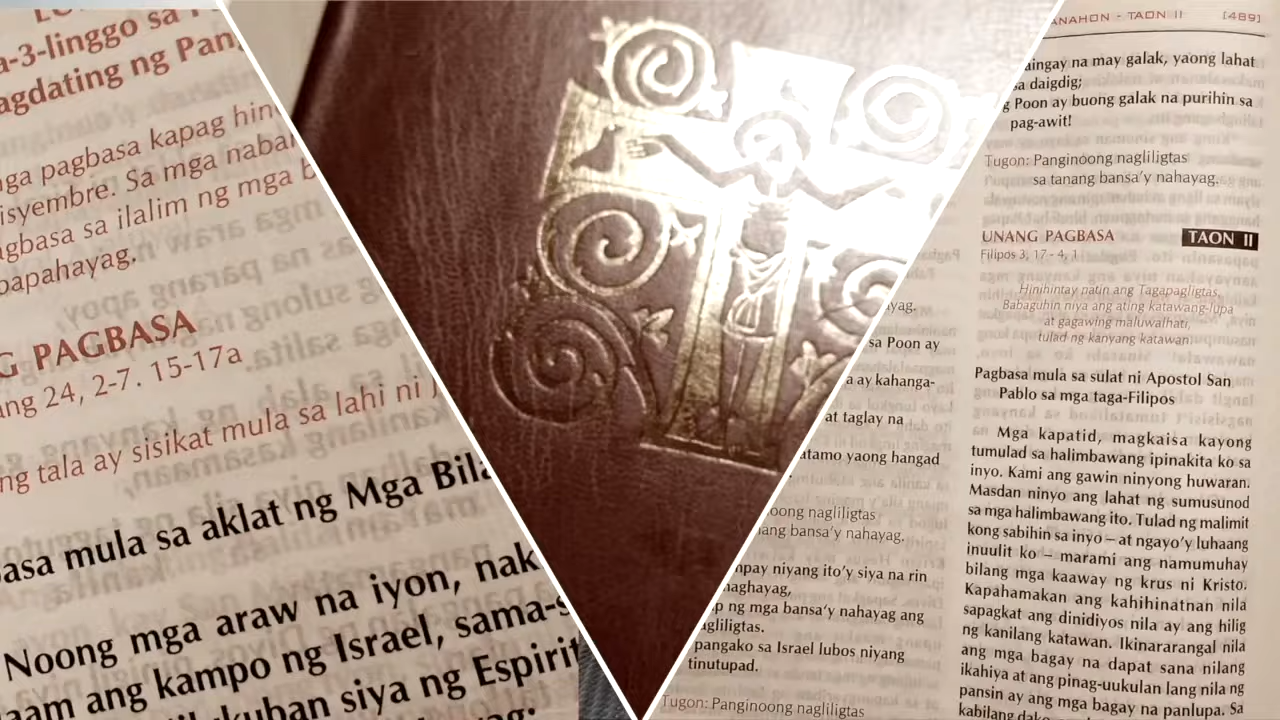 a-3-linggo sa
agdating ng Pan
nga pagbasa kapag hin
isyembre. Sa mga naba
agbasa sa ilalim ng mga b
papahayag.
G PAGBASA
ang 24, 2-7. 15-17a
ng tala ay sisikat mula sa lahi ni J
basa mula sa aklat ng Mga Bila
Noong mga araw na iyon, nak
laam ang kampo ng Israel, sama-s
kuban siya ng Espirit
yag.
sa Poon ay
a ay kahanga-
at taglay na
atamo yaong hangad
oong nagliligtas
ang bansa'y nahayag.
mpay niyang ito'y siya na rin
naghayag,
p ng mga bansa'y nahayag ang
agliligtas.
pangako sa Israel lubos niyang
tinutupad.
Tugon: Panginoong nagliligtas
ANAHON - TAON II [489]
aingay na may galak, yaong lahat
sa daigdig;
g Poon ay buong galak na purihin sa
pag-awit!
Tugon: Panginoong nagliligtas
sa tanang bansa'y nahayag.
UNANG PAGBASA TAON II
Filipos 3, 17 - 4, 1
Hinihintay natin ang Tagapagligtas,
Babaguhin niya ang ating katawang-lupa
at gagawing maluwalhati,
tulad ng kanyang katawan.
Pagbasa mula sa sulat ni Apostol San
Pablo sa mga taga-Filipos
Mga kapatid, magkaisa kayong
tumulad sa halimbawang ipinakita ko sa
inyo. Kami ang gawin ninyong huwaran.
Masdan ninyo ang lahat ng sumusunod
sa mga halimbawang ito. Tulad ng malimit
kong sabihin sa inyo – at ngayo'y luhaang
inuulit ko – marami ang namumuhay
bilang mga kaaway ng krus ni Kristo.
Kapahamakan ang kahihinatnan nila
sapagkat ang dinidiyos nila ay ang hilig
ng kanilang katawan. Ikinararangal nila
ang mga bagay na dapat sana nilang
ikahiya at ang pinag-uukulan lang nila ng
pansin ay ang mga bagay na panlupa. Sa
kabilang dako